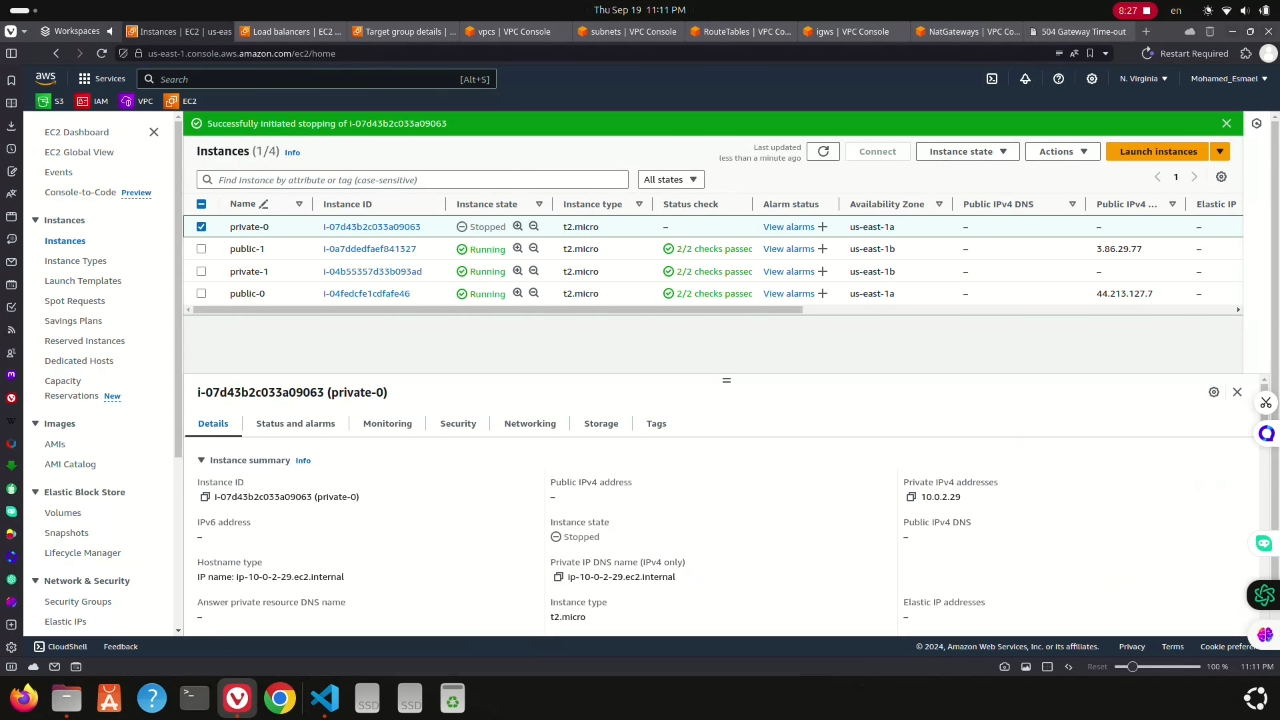 Thu Sep 19 11:11 PM
8:27
en
Workspaces
Instances | EC2 | us-eas
Load balancers | EC2 ...
Target group details | ...
vpcs | VPC Console
subnets | VPC Console
RouteTables | VPC Co...
igws | VPC Console
NatGateways | VPC Co...
504 Gateway Time-out
us-east-1.console.aws.amazon.com/ec2/home
Restart Required
aws
Services
Search
[Alt+S]
N. Virginia
Mohamed_Esmael
S3
IAM
VPC
EC2
EC2 Dashboard
EC2 Global View
Events
Console-to-Code Preview
Instances
Instances
Instance Types
Launch Templates
Spot Requests
Savings Plans
Reserved Instances
Dedicated Hosts
Capacity
Reservations New
Images
AMIs
AMI Catalog
Elastic Block Store
Volumes
Snapshots
Lifecycle Manager
Network & Security
Security Groups
Elastic IPs
Successfully initiated stopping of i-07d43b2c033a09063
Instances (1/4) Info
Last updated
less than a minute ago
Connect
Instance state
Actions
Launch instances
Find Instance by attribute or tag (case-sensitive)
All states
1
Name Instance ID Instance state Instance type Status check Alarm status Availability Zone Public IPv4 DNS Public IPv4 ... Elastic IP
private-0 i-07d43b2c033a09063 Stopped t2.micro – View alarms + us-east-1a – – –
public-1 i-0a7ddedfaef841327 Running t2.micro 2/2 checks passec View alarms + us-east-1b – 3.86.29.77 –
private-1 i-04b55357d33b093ad Running t2.micro 2/2 checks passec View alarms + us-east-1b – – –
public-0 i-04fedcfe1cdfafe46 Running t2.micro 2/2 checks passec View alarms + us-east-1a – 44.213.127.7 –
i-07d43b2c033a09063 (private-0)
Details
Status and alarms
Monitoring
Security
Networking
Storage
Tags
Instance summary Info
Instance ID
i-07d43b2c033a09063 (private-0)
Public IPv4 address
–
Private IPv4 addresses
10.0.2.29
IPv6 address
–
Instance state
Stopped
Public IPv4 DNS
–
Hostname type
IP name: ip-10-0-2-29.ec2.internal
Private IP DNS name (IPv4 only)
ip-10-0-2-29.ec2.internal
Answer private resource DNS name
–
Instance type
t2.micro
Elastic IP addresses
–
CloudShell
Feedback
© 2024, Amazon Web Services, Inc. or its affiliates.
Privacy
Terms
Cookie prefere
Reset
100 %
11:11 PM
SSD
SSD